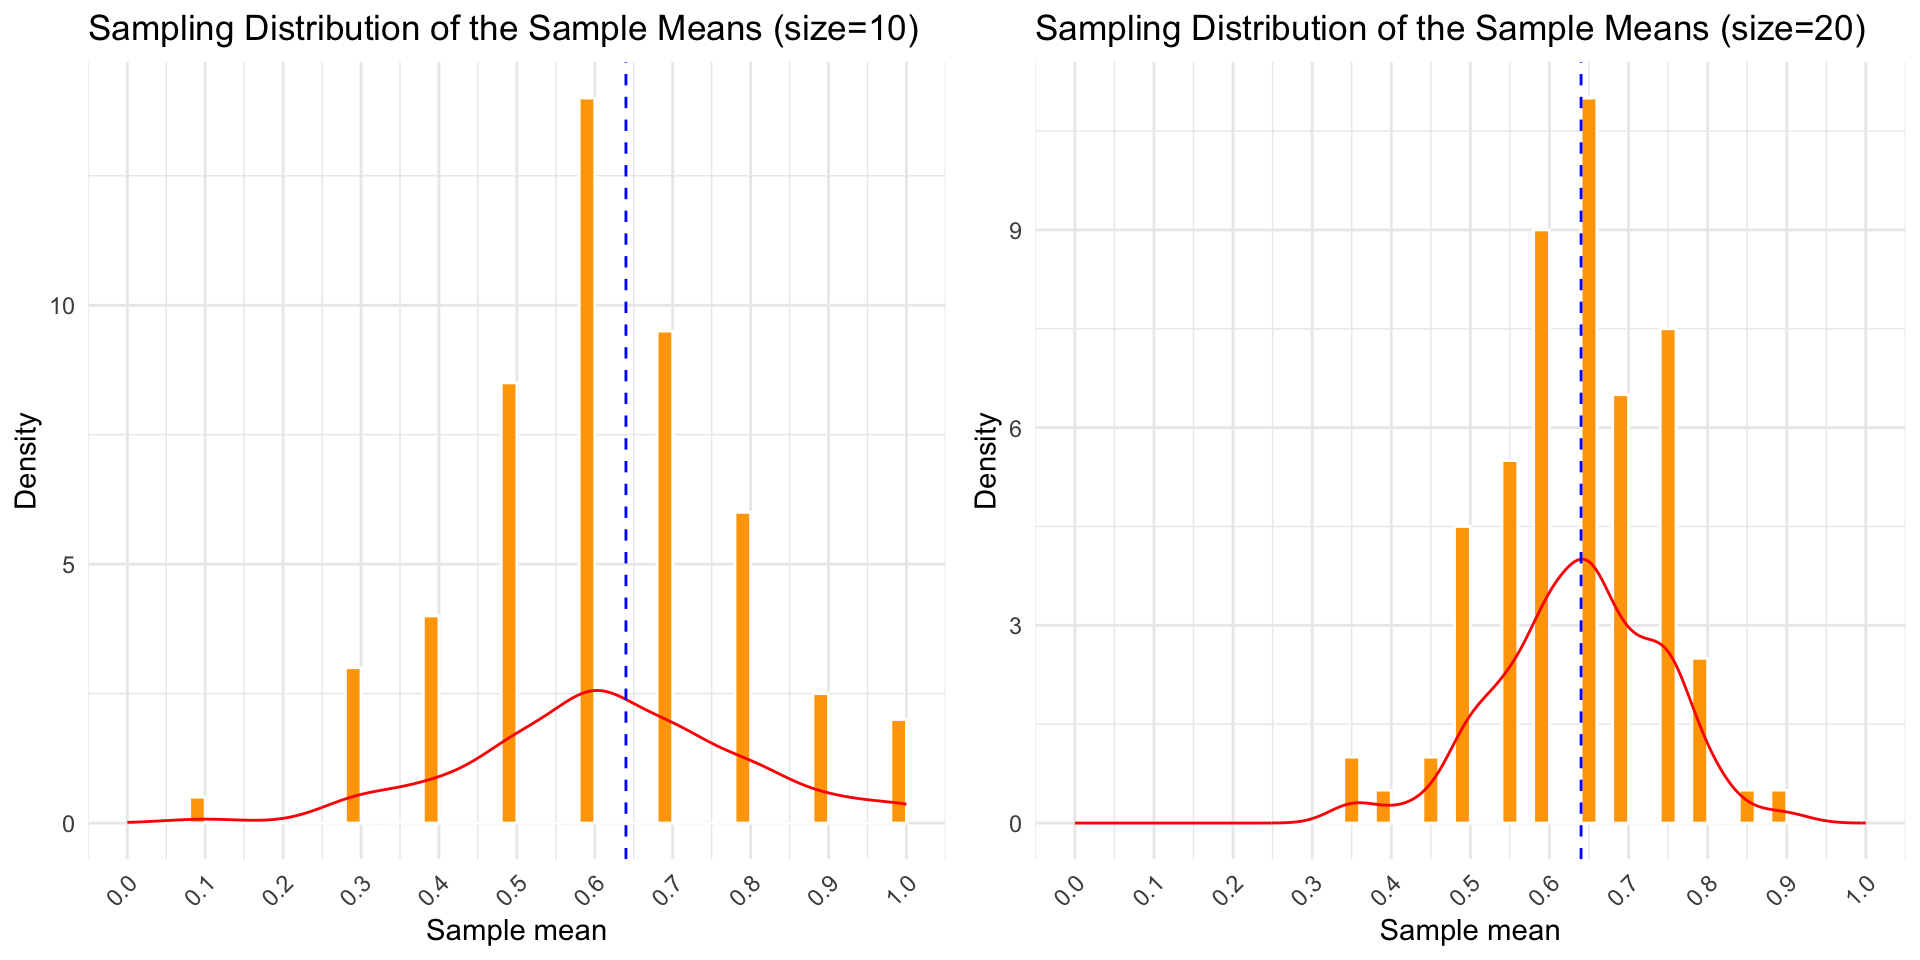 Sampling Distribution of the Sample Means (size=10)
Density
10
5
0
0.0 0.1 0.2 0.3 0.4 0.5 0.6 0.7 0.8 0.9 1.0
Sample mean
Sampling Distribution of the Sample Means (size=20)
Density
9
6
3
0
0.0 0.1 0.2 0.3 0.4 0.5 0.6 0.7 0.8 0.9 1.0
Sample mean